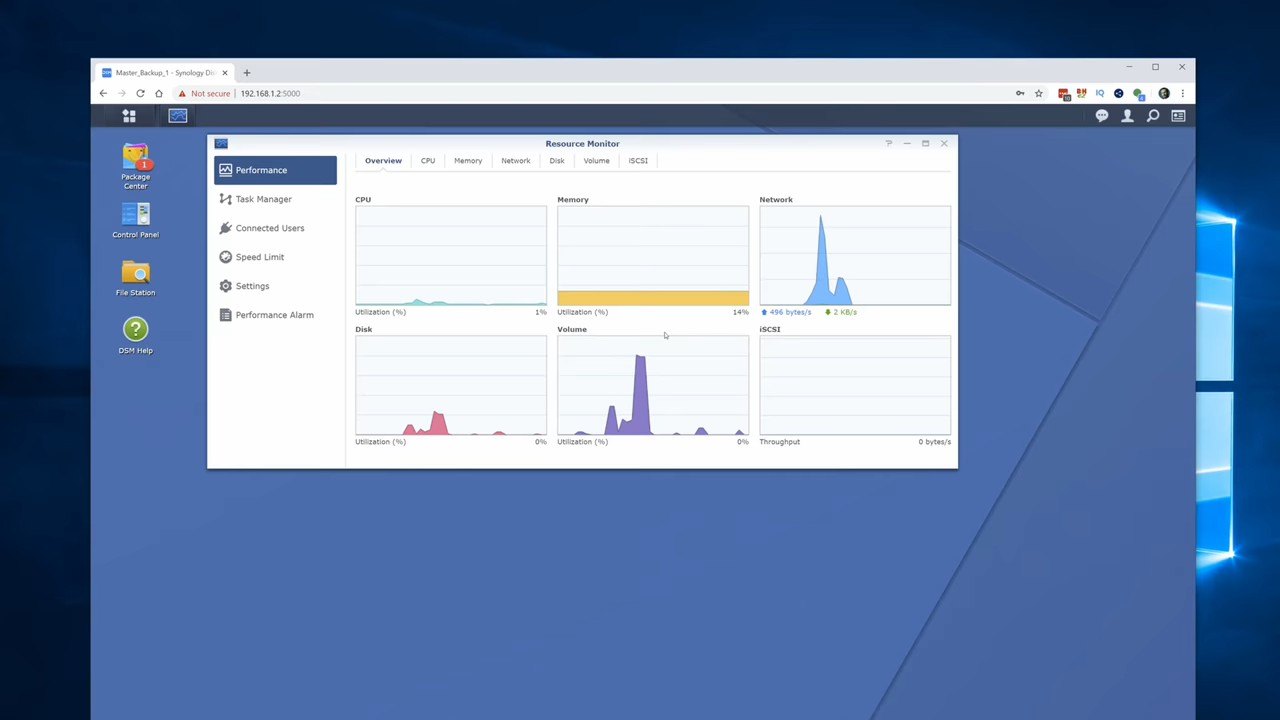 Master_Backup_1 - Synology Di
Not secure
192.168.1.2:5000
Package
Center
1
Control Panel
File Station
DSM Help
Resource Monitor
Performance
Task Manager
Connected Users
Speed Limit
Settings
Performance Alarm
Overview CPU Memory Network Disk Volume iSCSI
CPU
Utilization (%) 1%
Memory
Utilization (%) 14%
Network
496 bytes/s 2 KB/s
Disk
Utilization (%) 0%
Volume
Utilization (%) 0%
iSCSI
Throughput 0 bytes/s